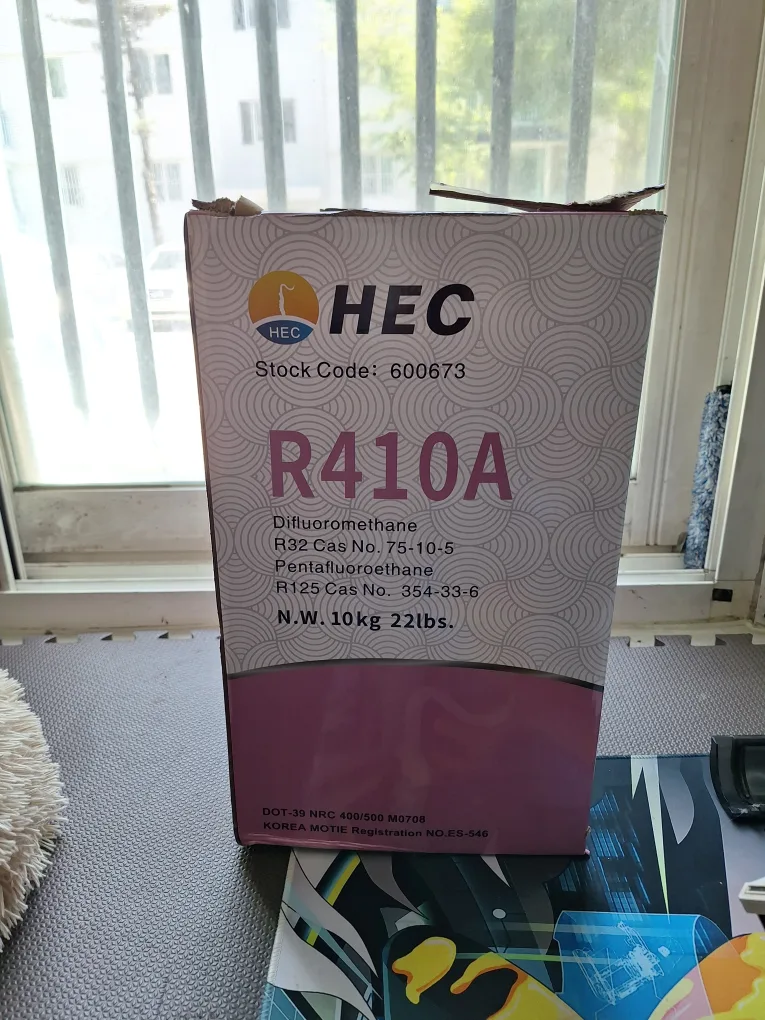 HEC
HEC
Stock Code: 600673
R410A
Difluoromethane
R32 Cas No. 75-10-5
Pentafluoroethane
R125 Cas No. 354-33-6
N.W. 10kg 22lbs.
DOT-39 NRC 400/500 M0708
KOREA MOTIE Registration NO.ES-546